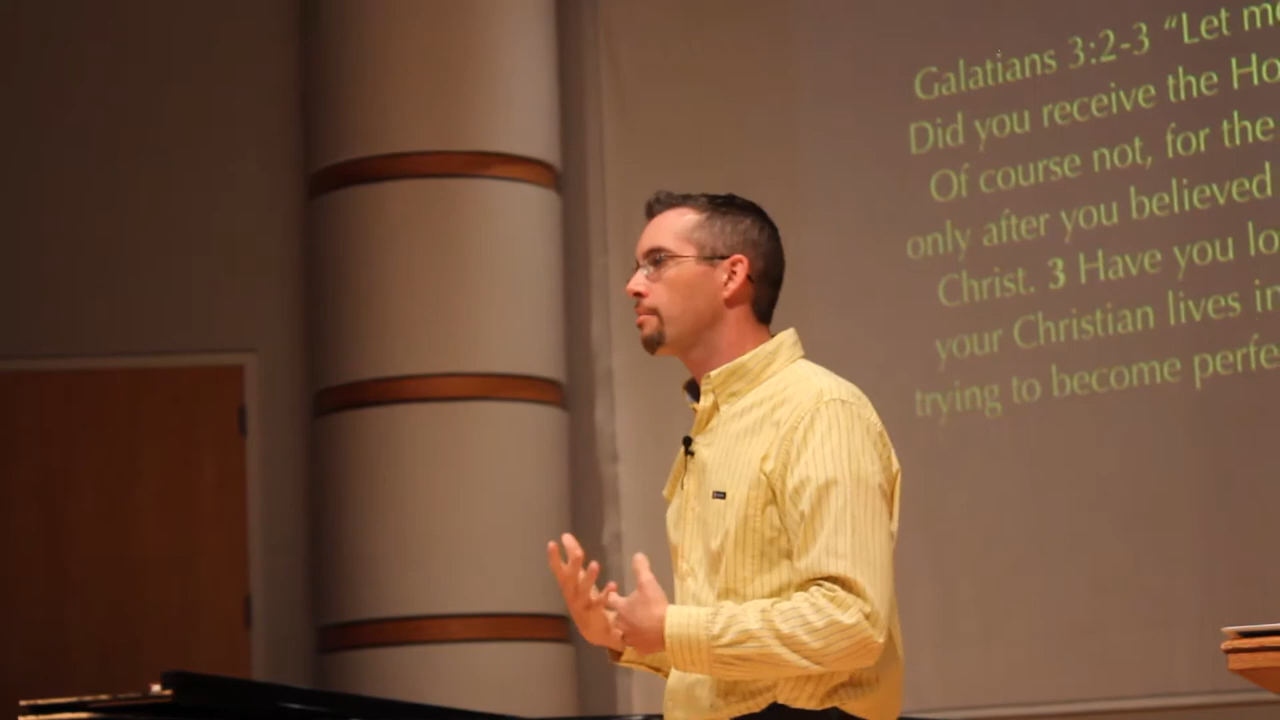 Galatians 3:2-3 “Let me
Did you receive the Ho
Of course not, for the
only after you believed
Christ. 3 Have you lo
your Christian lives in
trying to become perfe